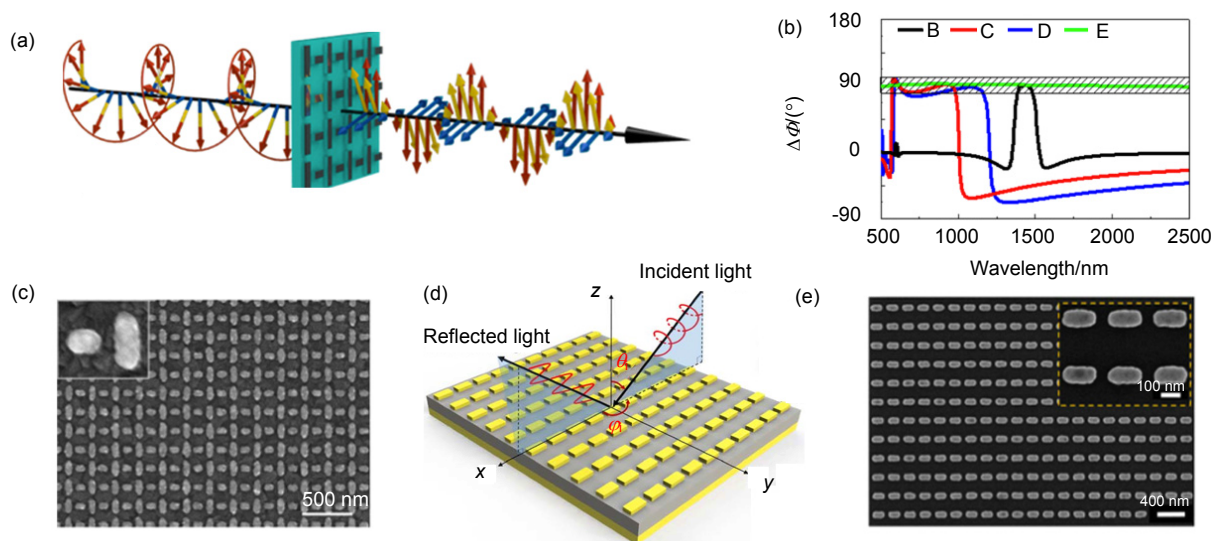 (a)
(b)
180
90
0
-90
ΔΦ/(°)
B C D E
500 1000 1500 2000 2500
Wavelength/nm
(c)
500 nm
(d)
Incident light
Reflected light
z
θ
φ
x
y
(e)
100 nm
400 nm